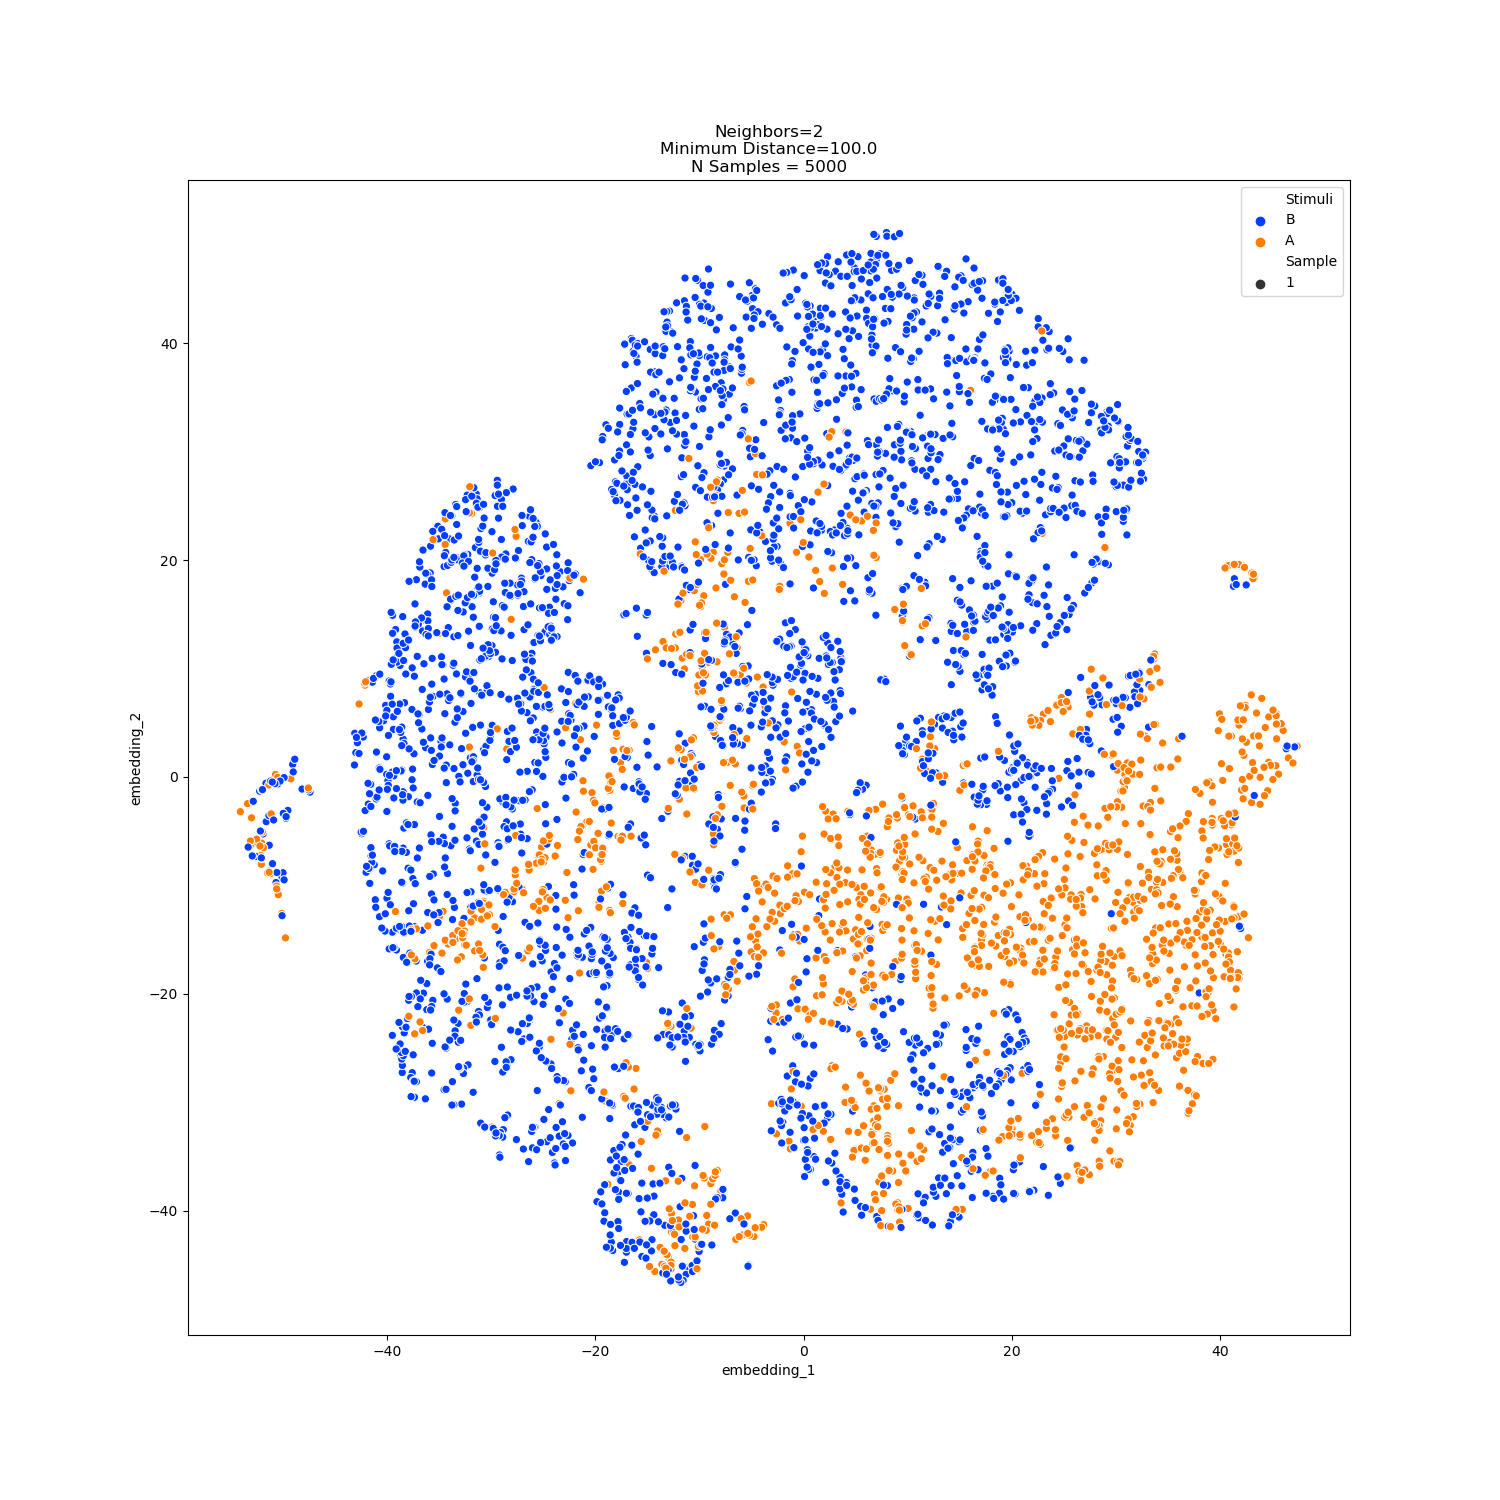 Neighbors=2
Minimum Distance=100.0
N Samples = 5000
Stimuli
B
A
Sample
1
40
20
0
−20
−40
embedding_2
−40
−20
0
20
40
embedding_1